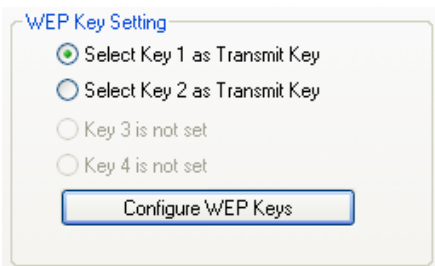 WEP Key Setting
Select Key 1 as Transmit Key
Select Key 2 as Transmit Key
Key 3 is not set
Key 4 is not set
Configure WEP Keys